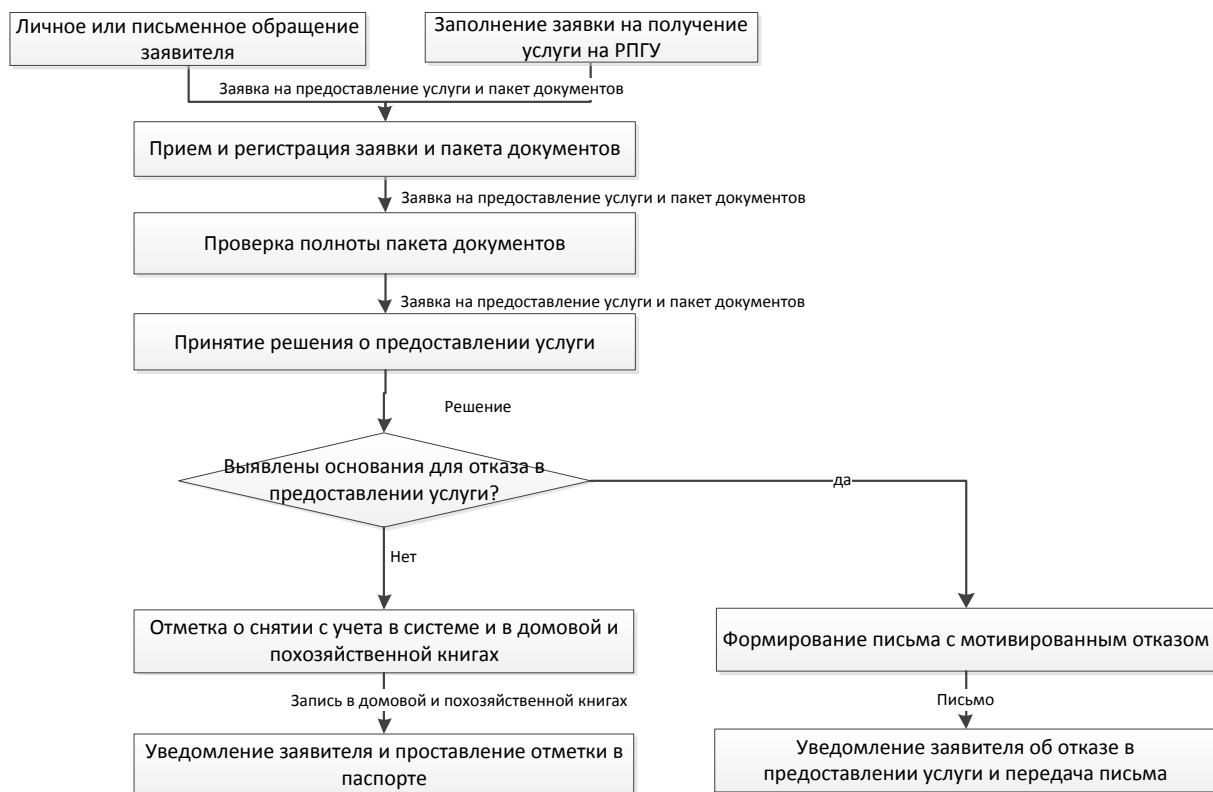 Личное или письменное обращение
заявителя
Заполнение заявки на получение
услуги на РПГУ
Заявка на предоставление услуги и пакет документов
Прием и регистрация заявки и пакета документов
Заявка на предоставление услуги и пакет документов
Проверка полноты пакета документов
Заявка на предоставление услуги и пакет документов
Принятие решения о предоставлении услуги
Решение
Выявлены основания для отказа в
предоставлении услуги?
да
Нет
Отметка о снятии с учета в системе и в домовой и
похозяйственной книгах
Формирование письма с мотивированным отказом
Запись в домовой и похозяйственной книгах
Письмо
Уведомление заявителя и проставление отметки в
паспорте
Уведомление заявителя об отказе в
предоставлении услуги и передача письма